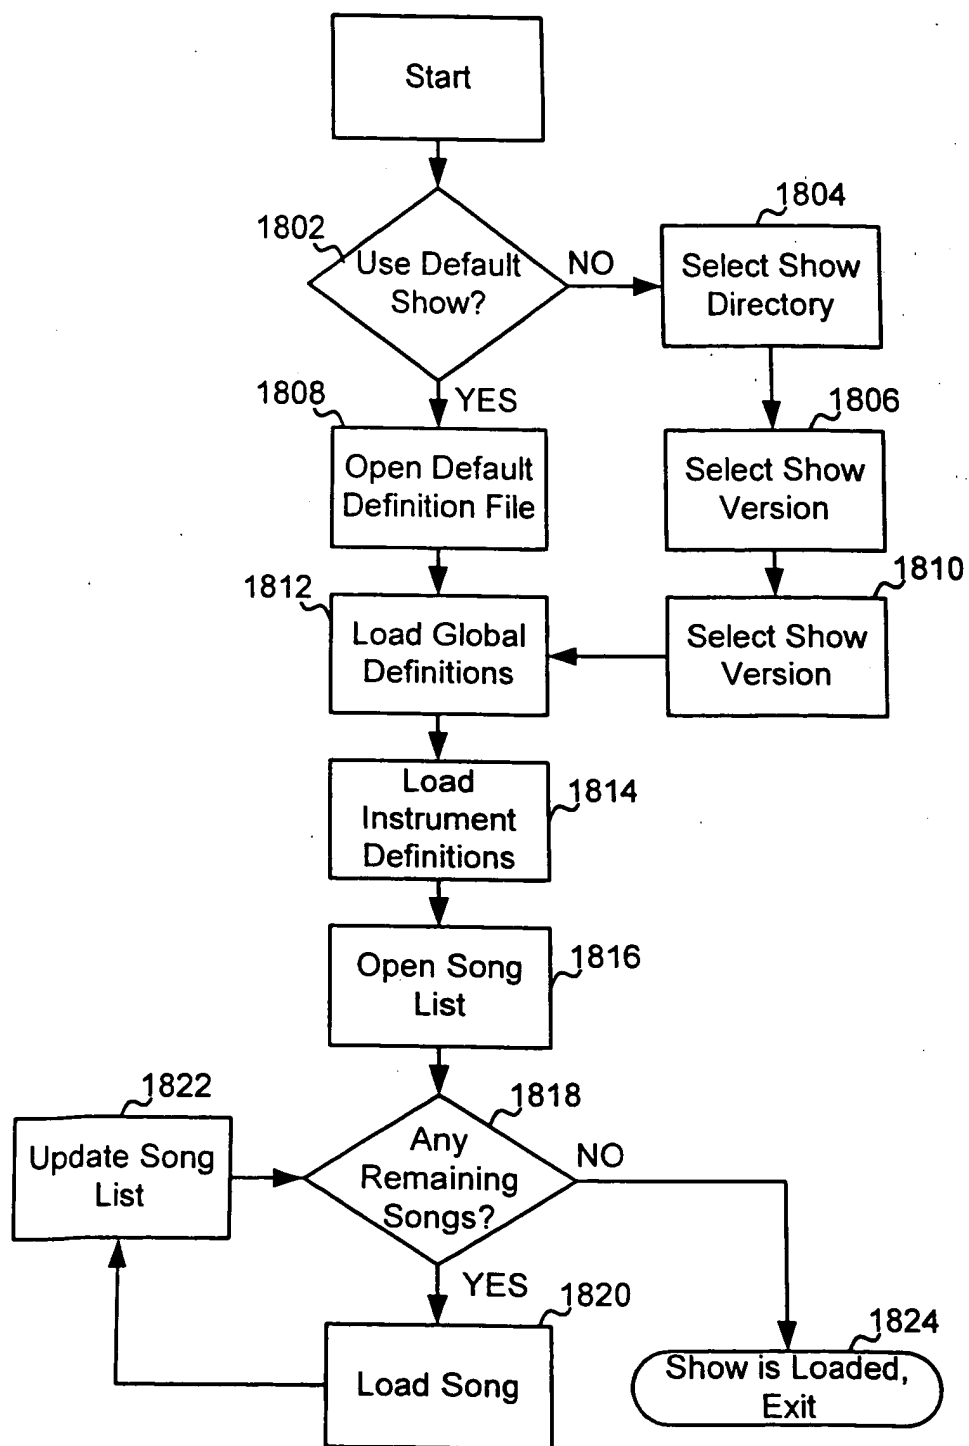 Start
1802
Use Default
Show?
NO
1804
Select Show
Directory
1808
YES
1806
Open Default
Definition File
Select Show
Version
1812
1810
Load Global
Definitions
Select Show
Version
Load
Instrument
Definitions
1814
Open Song
List
1816
1822
1818
Update Song
List
Any
Remaining
Songs?
NO
YES
1820
Load Song
1824
Show is Loaded,
Exit